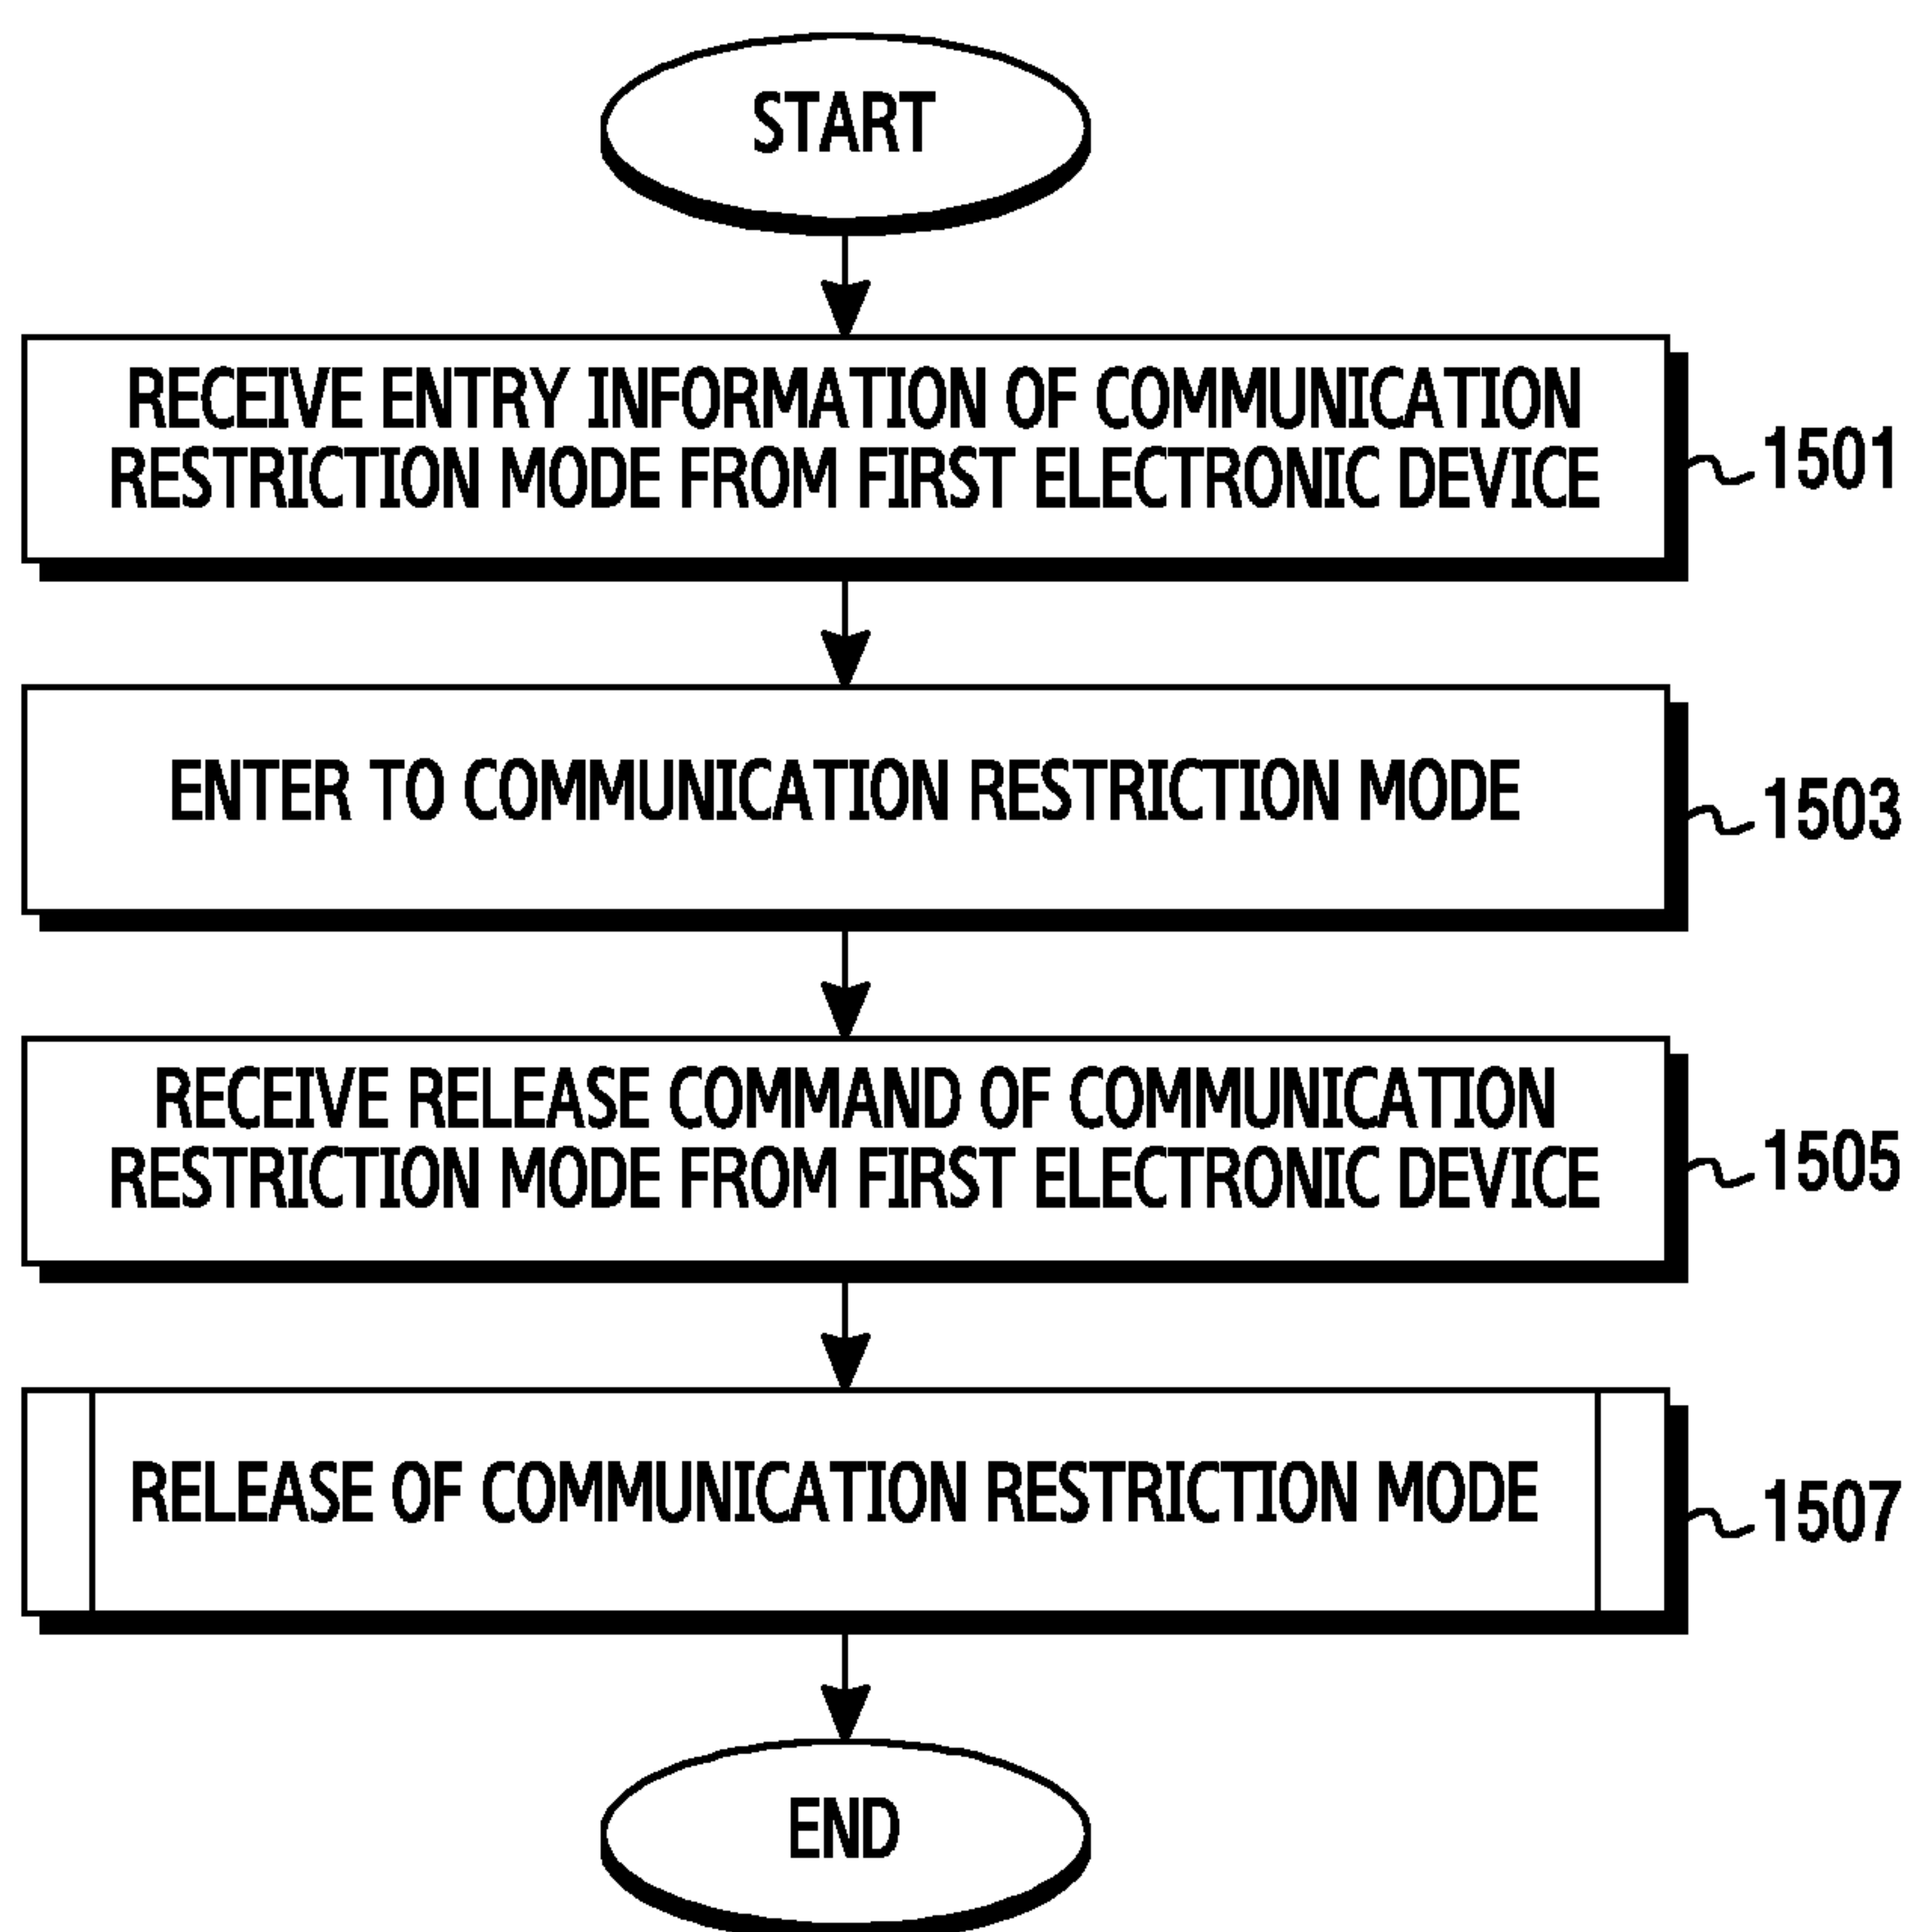 START
RECEIVE ENTRY INFORMATION OF COMMUNICATION
RESTRICTION MODE FROM FIRST ELECTRONIC DEVICE
1501
ENTER TO COMMUNICATION RESTRICTION MODE
1503
RECEIVE RELEASE COMMAND OF COMMUNICATION
RESTRICTION MODE FROM FIRST ELECTRONIC DEVICE
1505
RELEASE OF COMMUNICATION RESTRICTION MODE
1507
END